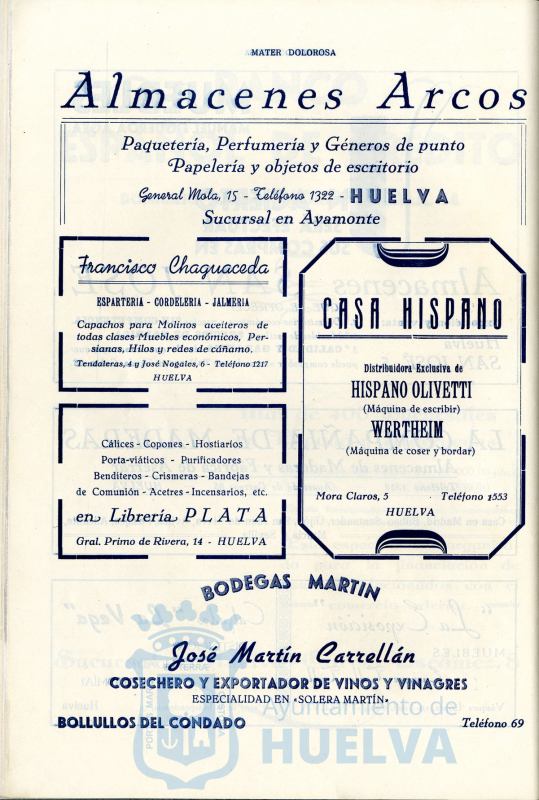 MATER DOLOROSA
Almacenes Arcos
Paquetería, Perfumería y Géneros de punto
Papelería y objetos de escritorio
General Mola, 15 - Teléfono 1322 - HUELVA
Sucursal en Ayamonte
Francisco Chaguaceda
ESPARTERIA - CORDELERIA - JALMERIA
Capachos para Molinos aceiteros de
todas clases Muebles económicos, Per-
sianas, Hilos y redes de cáñamo.
Tendaleras, 4 y José Nogales, 6 - Teléfono 1217
HUELVA
Cálices - Copones - Hostiarios
Porta-viáticos - Purificadores
Benditeros - Crismeras - Bandejas
de Comunión - Acetres - Incensarios, etc.
en Librería PLATA
Gral. Primo de Rivera, 14 - HUELVA
CASA HISPANO
Distribuidora Exclusiva de
HISPANO OLIVETTI
(Máquina de escribir)
WERTHEIM
(Máquina de coser y bordar)
Mora Claros, 5 Teléfono 1553
HUELVA
BODEGAS MARTIN
José Martín Carrellán
COSECHERO Y EXPORTADOR DE VINOS Y VINAGRES
ESPECIALIDAD EN «SOLERA MARTÍN»
BOLLULLOS DEL CONDADO Teléfono 69
Ayuntamiento de
HUELVA